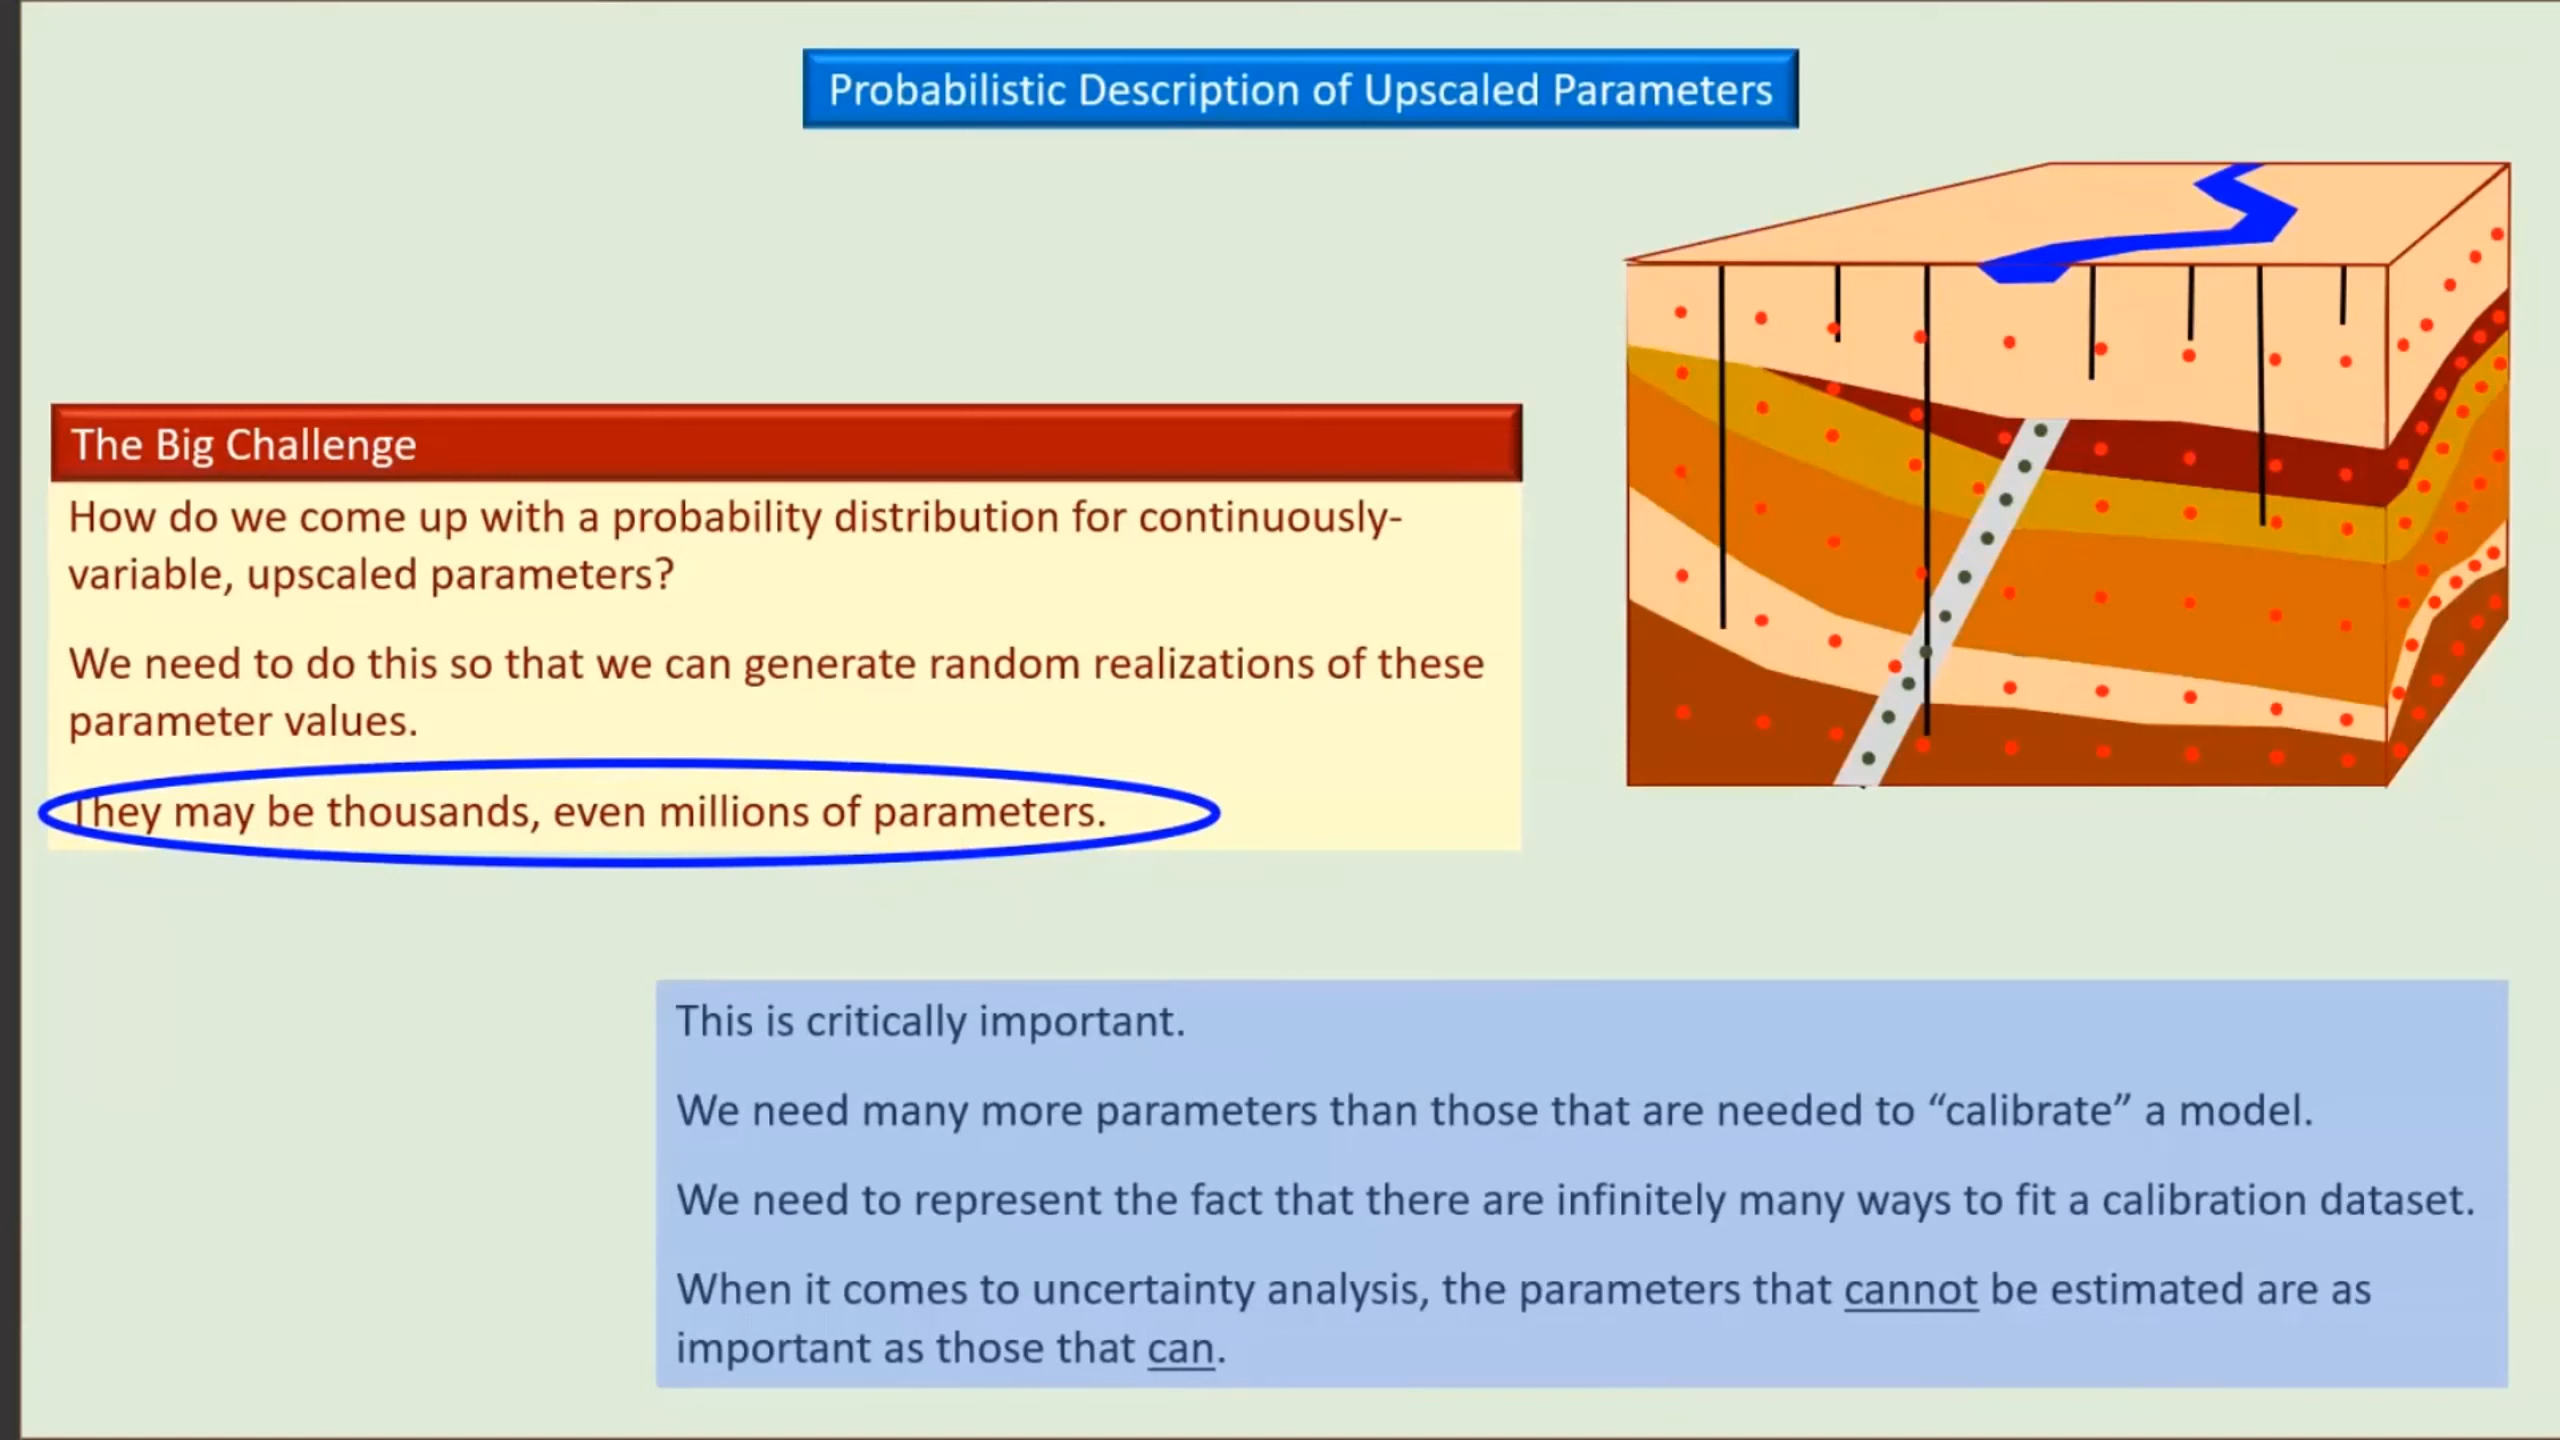 Probabilistic Description of Upscaled Parameters
The Big Challenge
How do we come up with a probability distribution for continuously-
variable, upscaled parameters?
We need to do this so that we can generate random realizations of these
parameter values.
They may be thousands, even millions of parameters.
This is critically important.
We need many more parameters than those that are needed to “calibrate” a model.
We need to represent the fact that there are infinitely many ways to fit a calibration dataset.
When it comes to uncertainty analysis, the parameters that cannot be estimated are as
important as those that can.